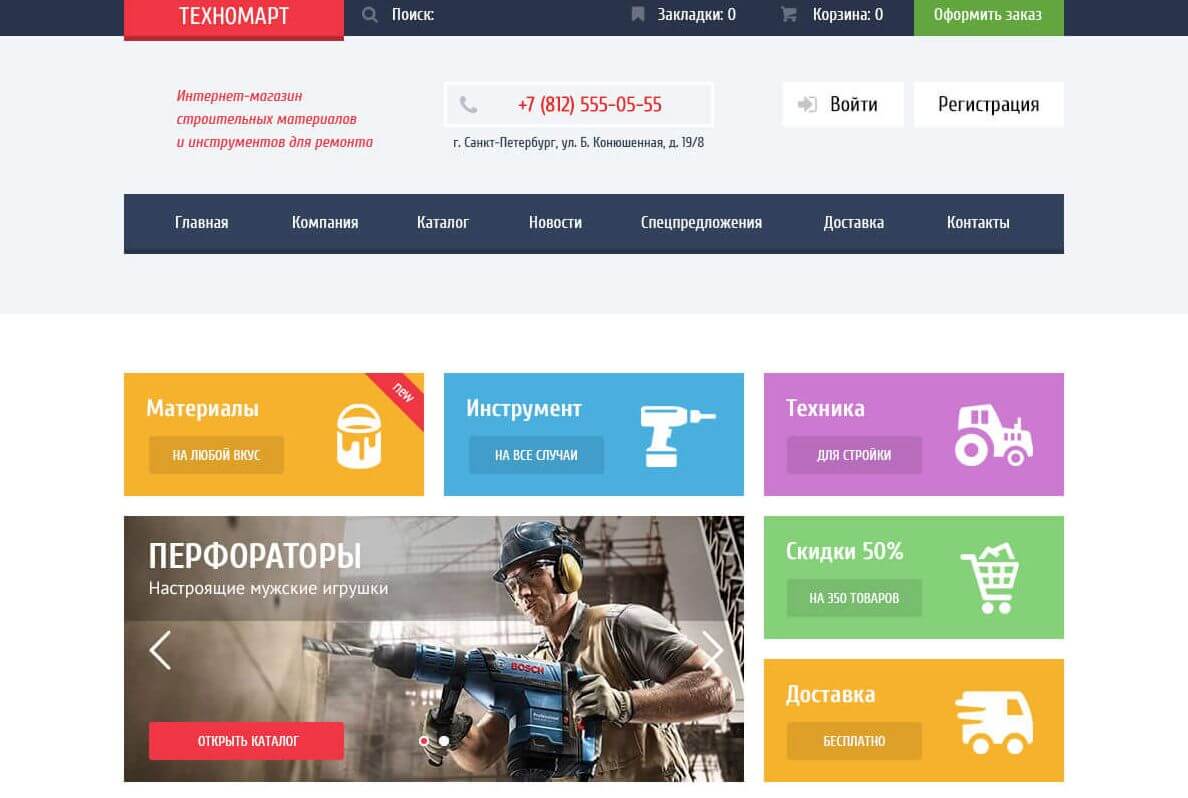 ТЕХНОМАРТ
Поиск:
Закладки: 0
Корзина: 0
Оформить заказ
Интернет-магазин
строительных материалов
и инструментов для ремонта
+7 (812) 555-05-55
г. Санкт-Петербург, ул. Б. Конюшенная, д. 19/8
Войти
Регистрация
Главная
Компания
Каталог
Новости
Спецпредложения
Доставка
Контакты
Материалы
new
НА ЛЮБОЙ ВКУС
Инструмент
НА ВСЕ СЛУЧАИ
Техника
ДЛЯ СТРОЙКИ
ПЕРФОРАТОРЫ
Настроящие мужские игрушки
BOSCH
Professional
ОТКРЫТЬ КАТАЛОГ
Скидки 50%
НА 350 ТОВАРОВ
Доставка
БЕСПЛАТНО